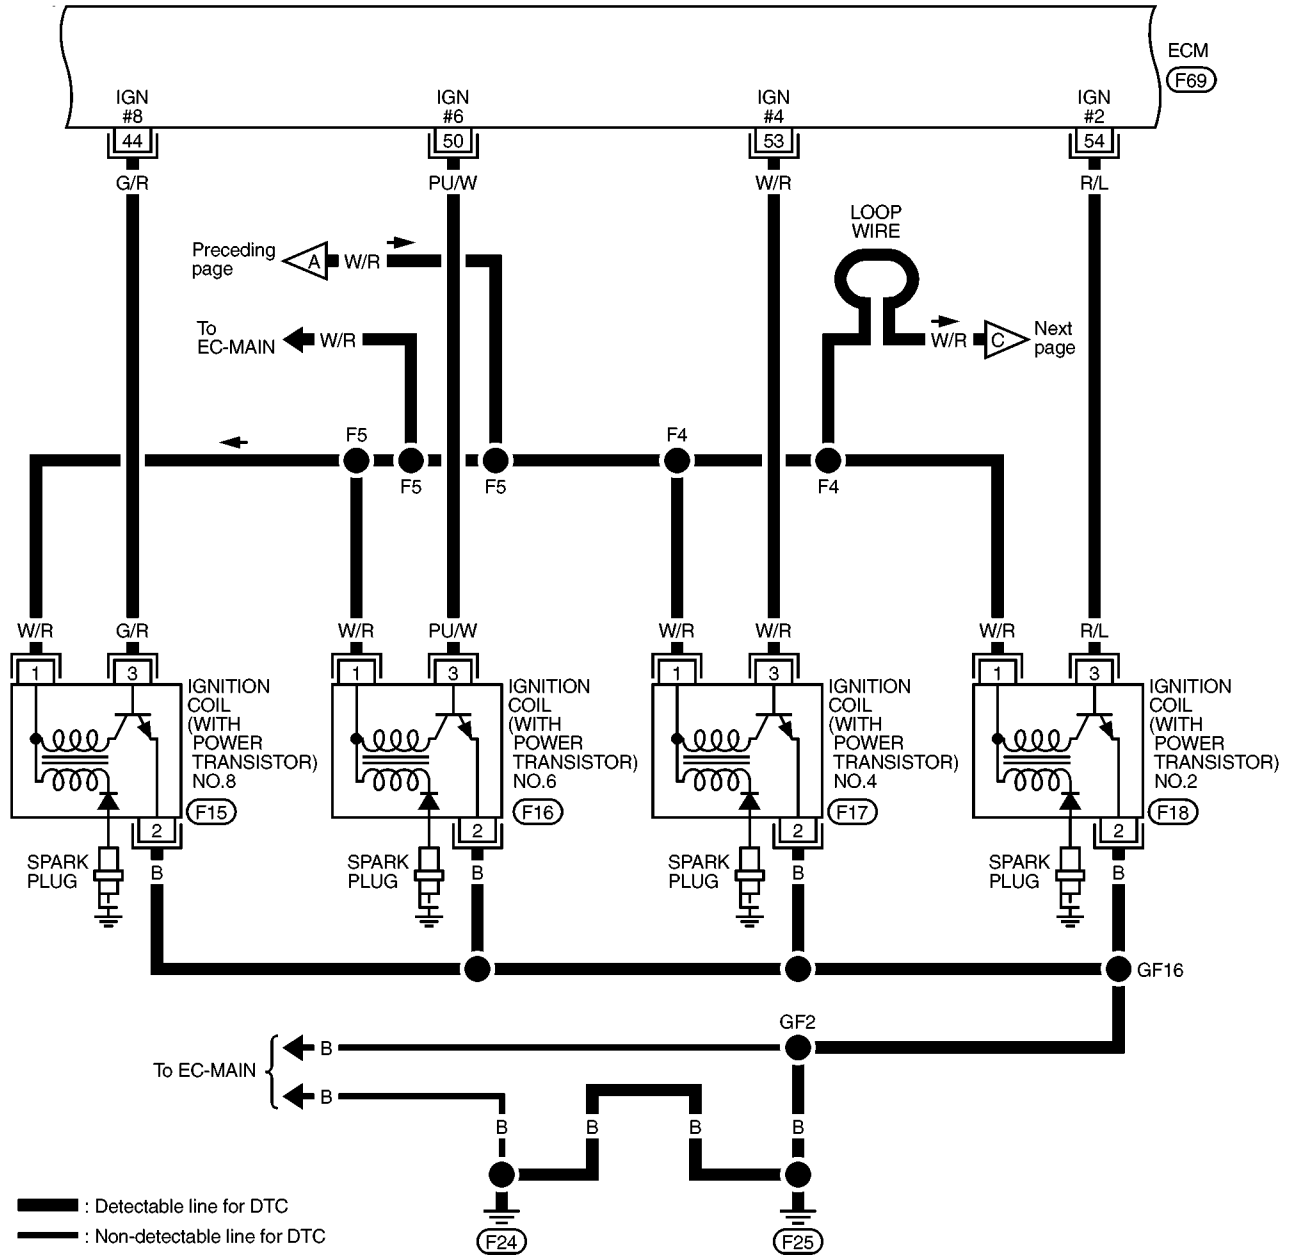 ECM
F69
IGN
#8
IGN
#6
IGN
#4
IGN
#2
44
50
53
54
G/R
PU/W
W/R
R/L
LOOP
WIRE
Preceding
page
A
W/R
To
EC-MAIN
W/R
W/R
C
Next
page
F5
F4
F5
F5
F4
W/R
G/R
W/R
PU/W
W/R
W/R
W/R
R/L
1
3
1
3
1
3
1
3
IGNITION
COIL
(WITH
POWER
TRANSISTOR)
NO.8
F15
IGNITION
COIL
(WITH
POWER
TRANSISTOR)
NO.6
F16
IGNITION
COIL
(WITH
POWER
TRANSISTOR)
NO.4
F17
IGNITION
COIL
(WITH
POWER
TRANSISTOR)
NO.2
F18
2
2
2
2
SPARK
PLUG
B
SPARK
PLUG
B
SPARK
PLUG
B
SPARK
PLUG
B
GF16
GF2
To EC-MAIN
B
B
B
B
B
B
F24
F25
: Detectable line for DTC
: Non-detectable line for DTC